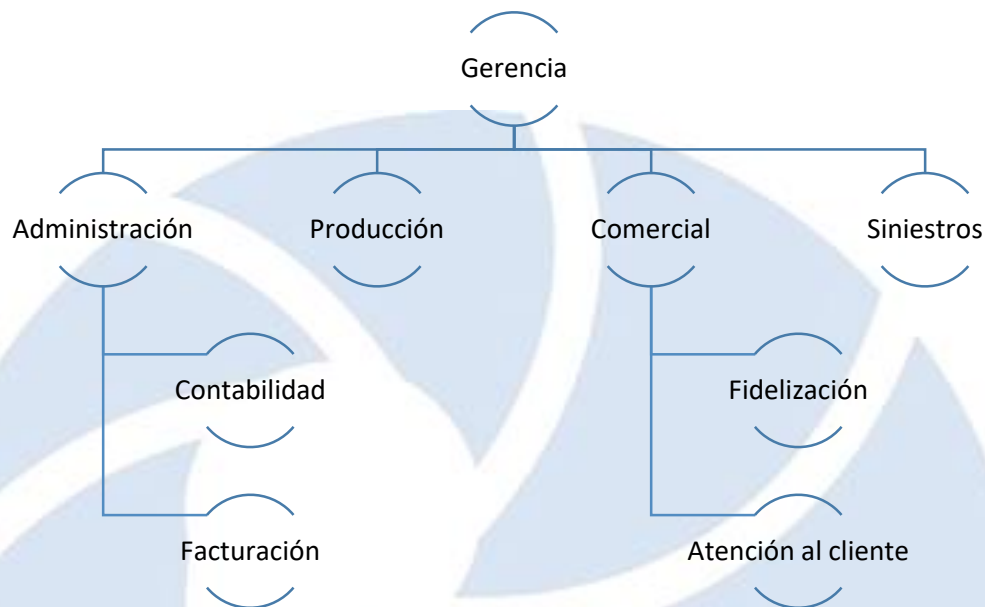 Gerencia
Administración
Producción
Comercial
Siniestros
Contabilidad
Fidelización
Facturación
Atención al cliente